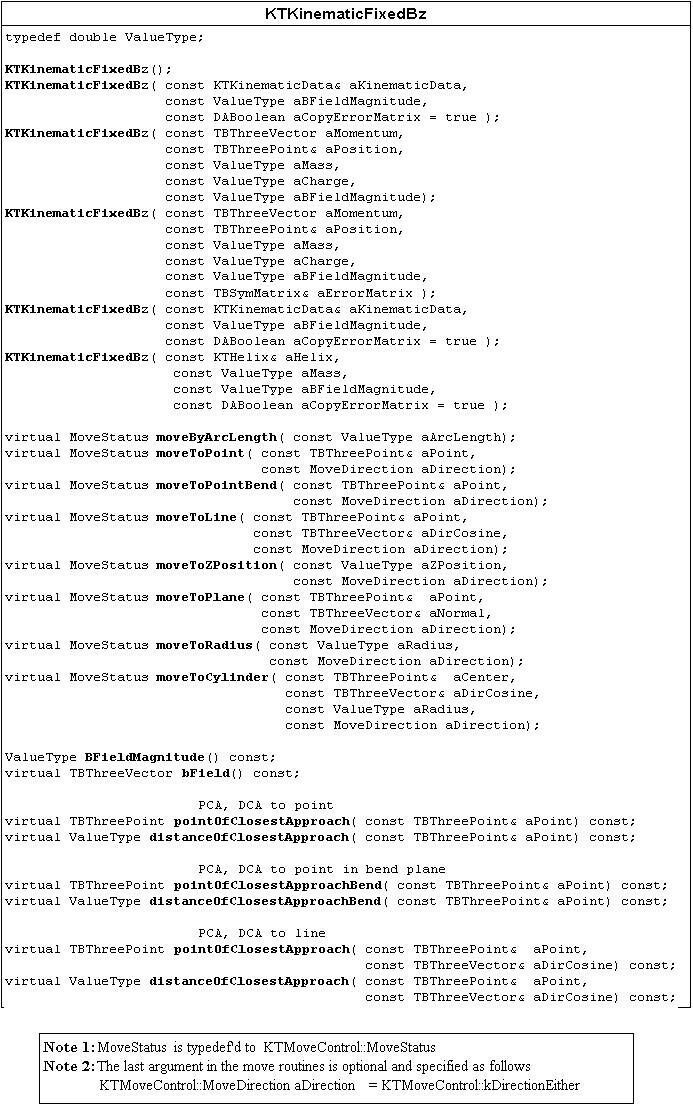 KTKinematicFixedBz
typedef double ValueType;
KTKinematicFixedBz();
KTKinematicFixedBz( const KTKinematicData& aKinematicData,
const ValueType aBFieldMagnitude,
const DABoolean aCopyErrorMatrix = true );
KTKinematicFixedBz( const TBThreeVector aMomentum,
const TBThreePoint& aPosition,
const ValueType aMass,
const ValueType aCharge,
const ValueType aBFieldMagnitude);
KTKinematicFixedBz( const TBThreeVector aMomentum,
const TBThreePoint& aPosition,
const ValueType aMass,
const ValueType aCharge,
const ValueType aBFieldMagnitude,
const TBSymMatrix& aErrorMatrix );
KTKinematicFixedBz( const KTKinematicData& aKinematicData,
const ValueType aBFieldMagnitude,
const DABoolean aCopyErrorMatrix = true );
KTKinematicFixedBz( const KTHelix& aHelix,
const ValueType aMass,
const ValueType aBFieldMagnitude,
const DABoolean aCopyErrorMatrix = true );
virtual MoveStatus moveByArcLength( const ValueType aArcLength);
virtual MoveStatus moveToPoint( const TBThreePoint& aPoint,
const MoveDirection aDirection);
virtual MoveStatus moveToPointBend( const TBThreePoint& aPoint,
const MoveDirection aDirection);
virtual MoveStatus moveToLine( const TBThreePoint& aPoint,
const TBThreeVector& aDirCosine,
const MoveDirection aDirection);
virtual MoveStatus moveToZPosition( const ValueType aZPosition,
const MoveDirection aDirection);
virtual MoveStatus moveToPlane( const TBThreePoint& aPoint,
const TBThreeVector& aNormal,
const MoveDirection aDirection);
virtual MoveStatus moveToRadius( const ValueType aRadius,
const MoveDirection aDirection);
virtual MoveStatus moveToCylinder( const TBThreePoint& aCenter,
const TBThreeVector& aDirCosine,
const ValueType aRadius,
const MoveDirection aDirection);
ValueType BFieldMagnitude() const;
virtual TBThreeVector bField() const;
PCA, DCA to point
virtual TBThreePoint pointOfClosestApproach( const TBThreePoint& aPoint) const;
virtual ValueType distanceOfClosestApproach( const TBThreePoint& aPoint) const;
PCA, DCA to point in bend plane
virtual TBThreePoint pointOfClosestApproachBend( const TBThreePoint& aPoint) const;
virtual ValueType distanceOfClosestApproachBend( const TBThreePoint& aPoint) const;
PCA, DCA to line
virtual TBThreePoint pointOfClosestApproach( const TBThreePoint& aPoint,
const TBThreeVector& aDirCosine) const;
virtual ValueType distanceOfClosestApproach( const TBThreePoint& aPoint,
const TBThreeVector& aDirCosine) const;
Note 1: MoveStatus is typedef'd to KTMoveControl::MoveStatus
Note 2: The last argument in the move routines is optional and specified as follows
KTMoveControl::MoveDirection aDirection = KTMoveControl::kDirectionEither